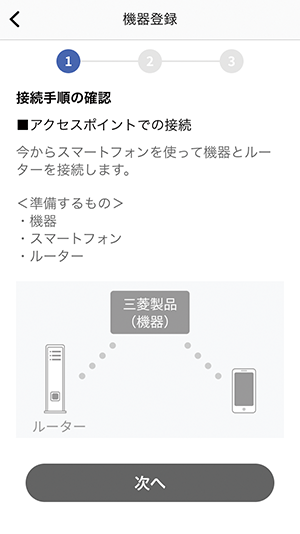 機器登録
1 2 3
接続手順の確認
■アクセスポイントでの接続
今からスマートフォンを使って機器とルー
ターを接続します。
＜準備するもの＞
・機器
・スマートフォン
・ルーター
三菱製品
（機器）
ルーター
次へ